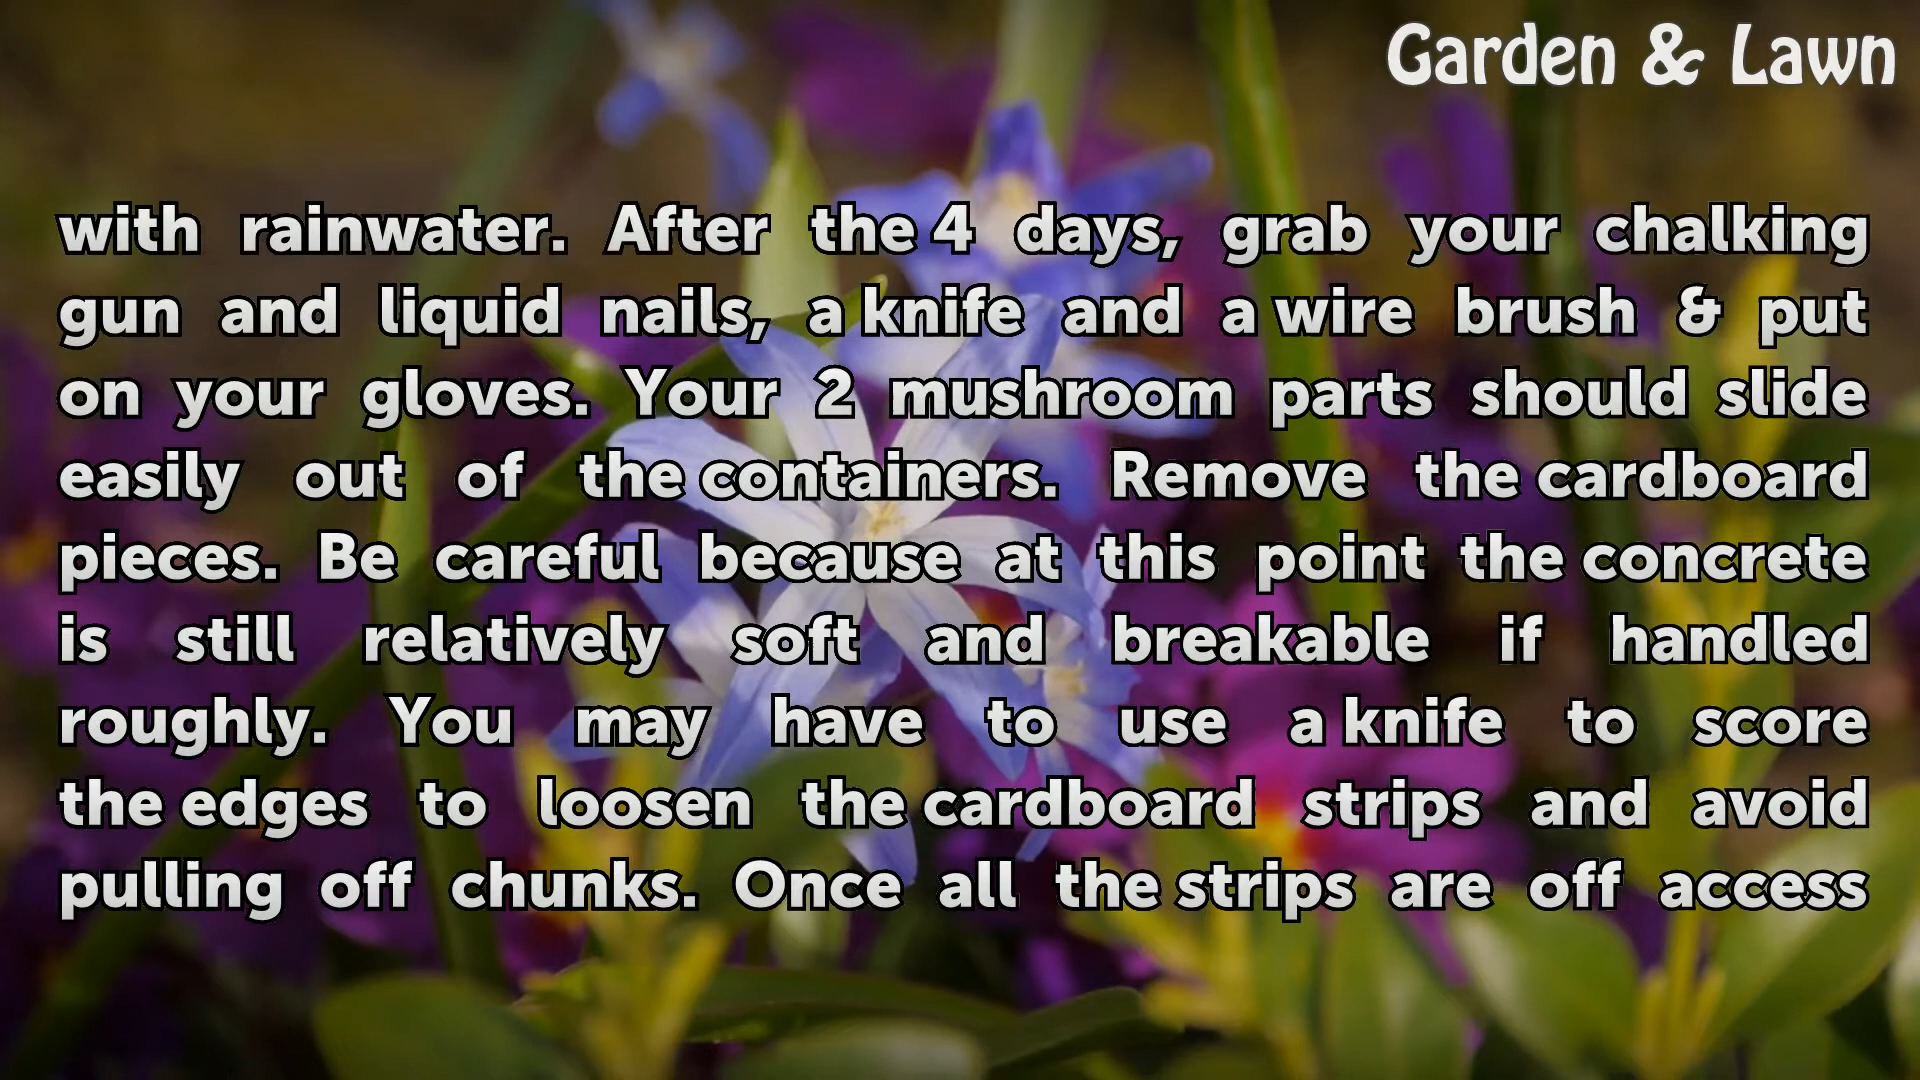 Garden & Lawn
with rainwater. After the 4 days, grab your chalking
gun and liquid nails, a knife and a wire brush & put
on your gloves. Your 2 mushroom parts should slide
easily out of the containers. Remove the cardboard
pieces. Be careful because at this point the concrete
is still relatively soft and breakable if handled
roughly. You may have to use a knife to score
the edges to loosen the cardboard strips and avoid
pulling off chunks. Once all the strips are off access